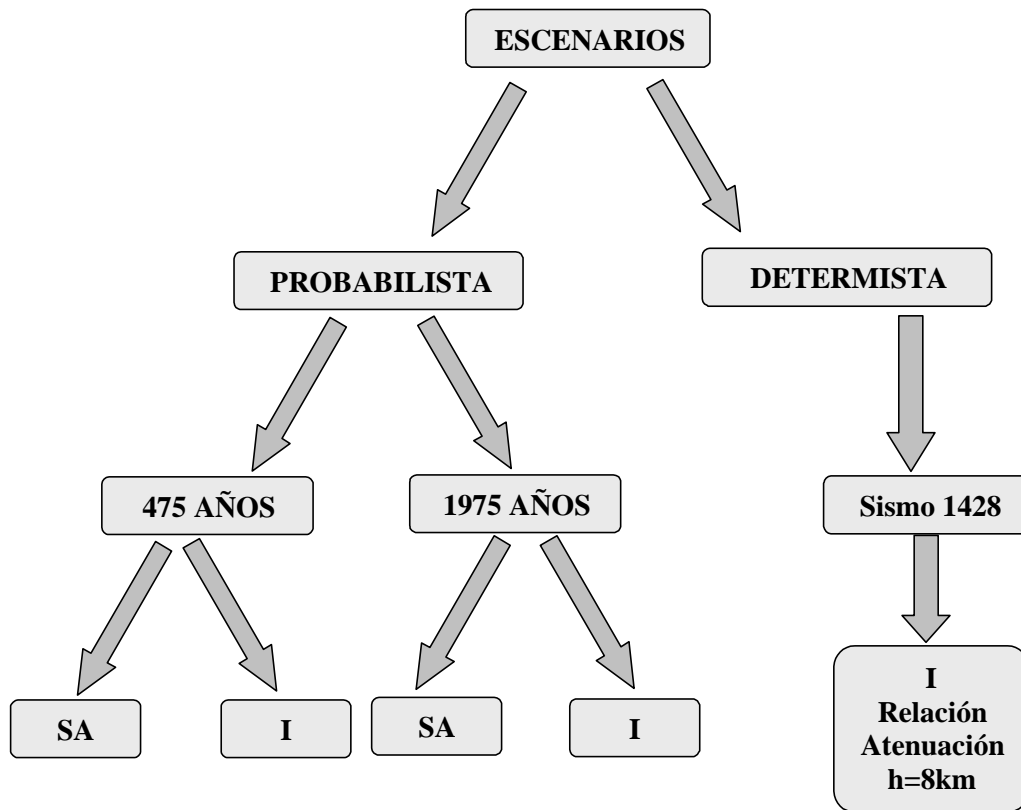 ESCENARIOS
PROBABILISTA
DETERMISTA
475 AÑOS
1975 AÑOS
Sismo 1428
SA
I
SA
I
I
Relación
Atenuación
h=8km